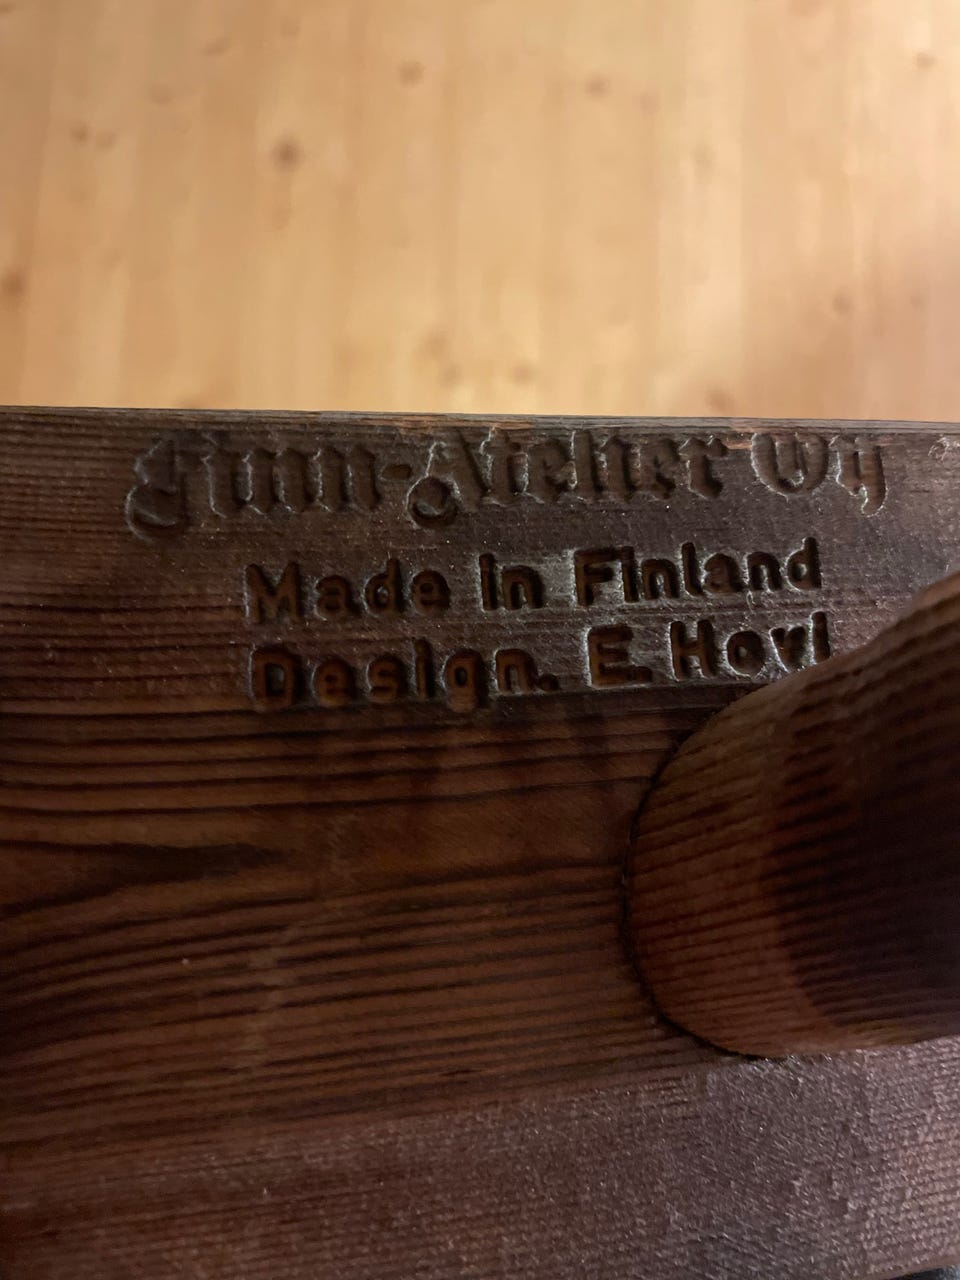 Finn-Atelier Oy
Made in Finland
Design. E. Hovi